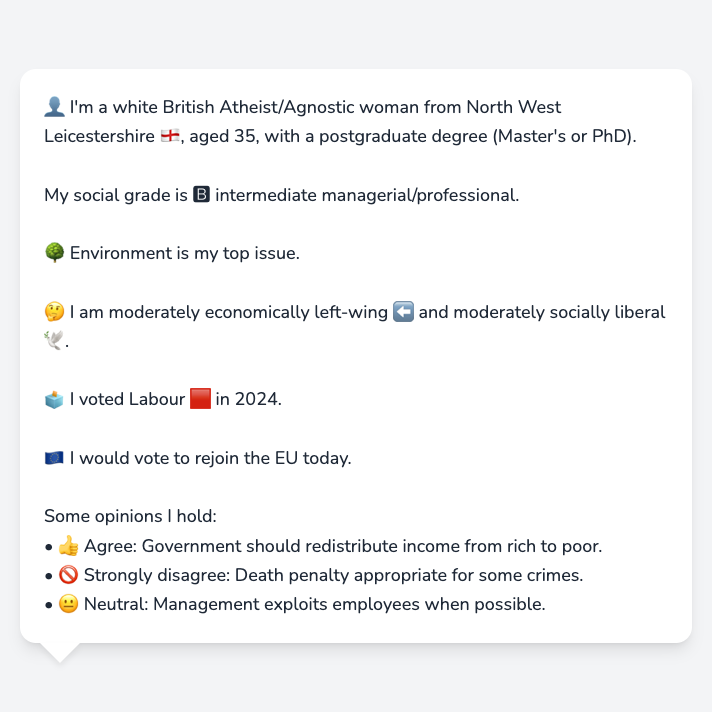 👤 I'm a white British Atheist/Agnostic woman from North West
Leicestershire 🏴󠁧󠁢󠁥󠁮󠁧󠁿, aged 35, with a postgraduate degree (Master's or PhD).
My social grade is 🅱 intermediate managerial/professional.
🌳 Environment is my top issue.
🤔 I am moderately economically left-wing ⬅️ and moderately socially liberal
🕊️.
🗳️ I voted Labour 🟥 in 2024.
🇪🇺 I would vote to rejoin the EU today.
Some opinions I hold:
• 👍 Agree: Government should redistribute income from rich to poor.
• 🚫 Strongly disagree: Death penalty appropriate for some crimes.
• 😐 Neutral: Management exploits employees when possible.